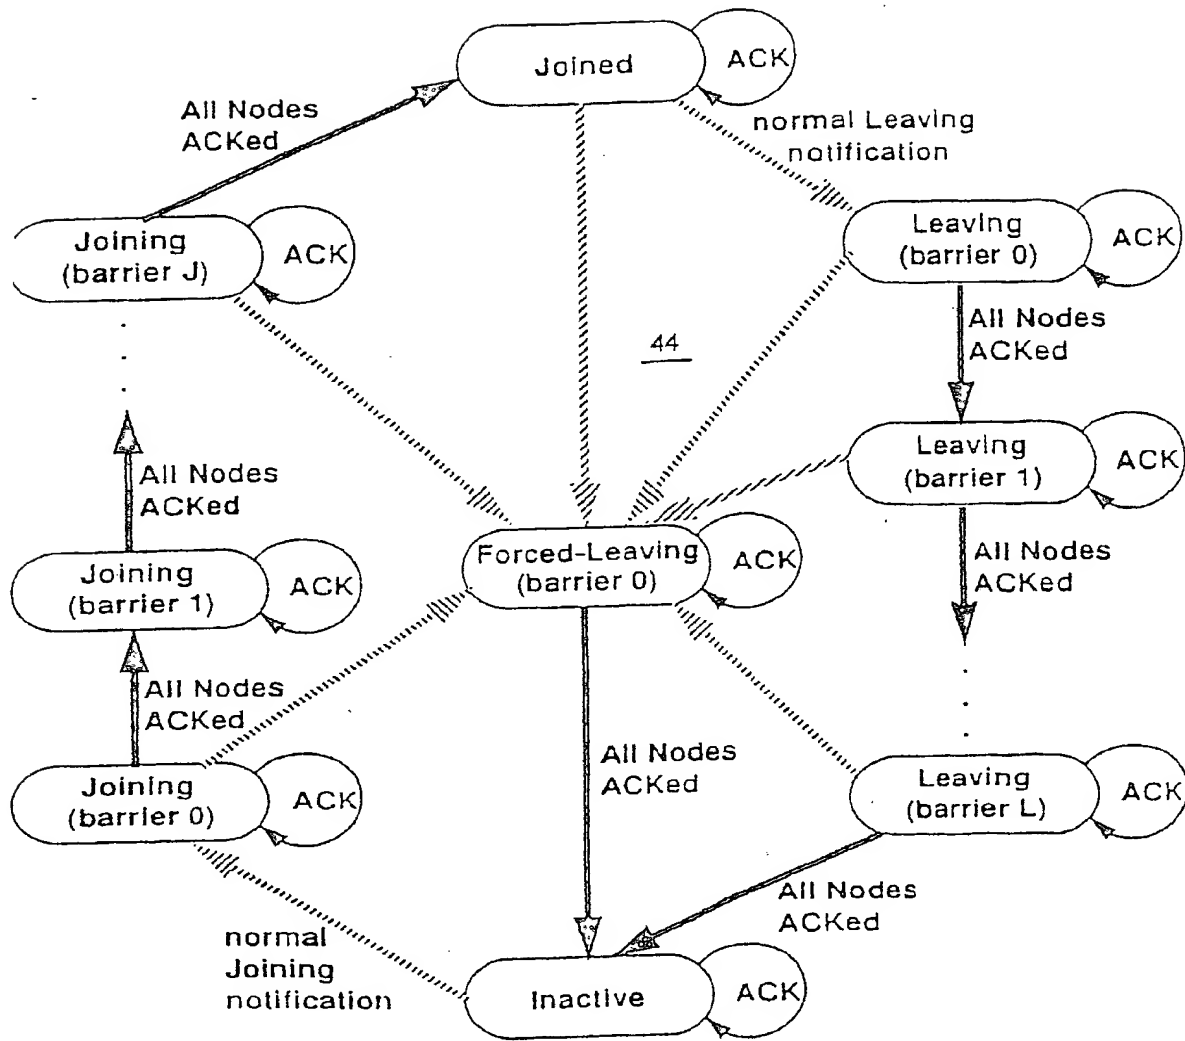 Joined
ACK
All Nodes
ACKed
normal Leaving
notification
Joining
(barrier J)
ACK
Leaving
(barrier 0)
ACK
44
All Nodes
ACKed
Leaving
(barrier 1)
ACK
All Nodes
ACKed
Forced-Leaving
(barrier 0)
ACK
All Nodes
ACKed
Joining
(barrier 1)
ACK
All Nodes
ACKed
All Nodes
ACKed
Joining
(barrier 0)
ACK
Leaving
(barrier L)
ACK
All Nodes
ACKed
normal
Joining
notification
Inactive
ACK